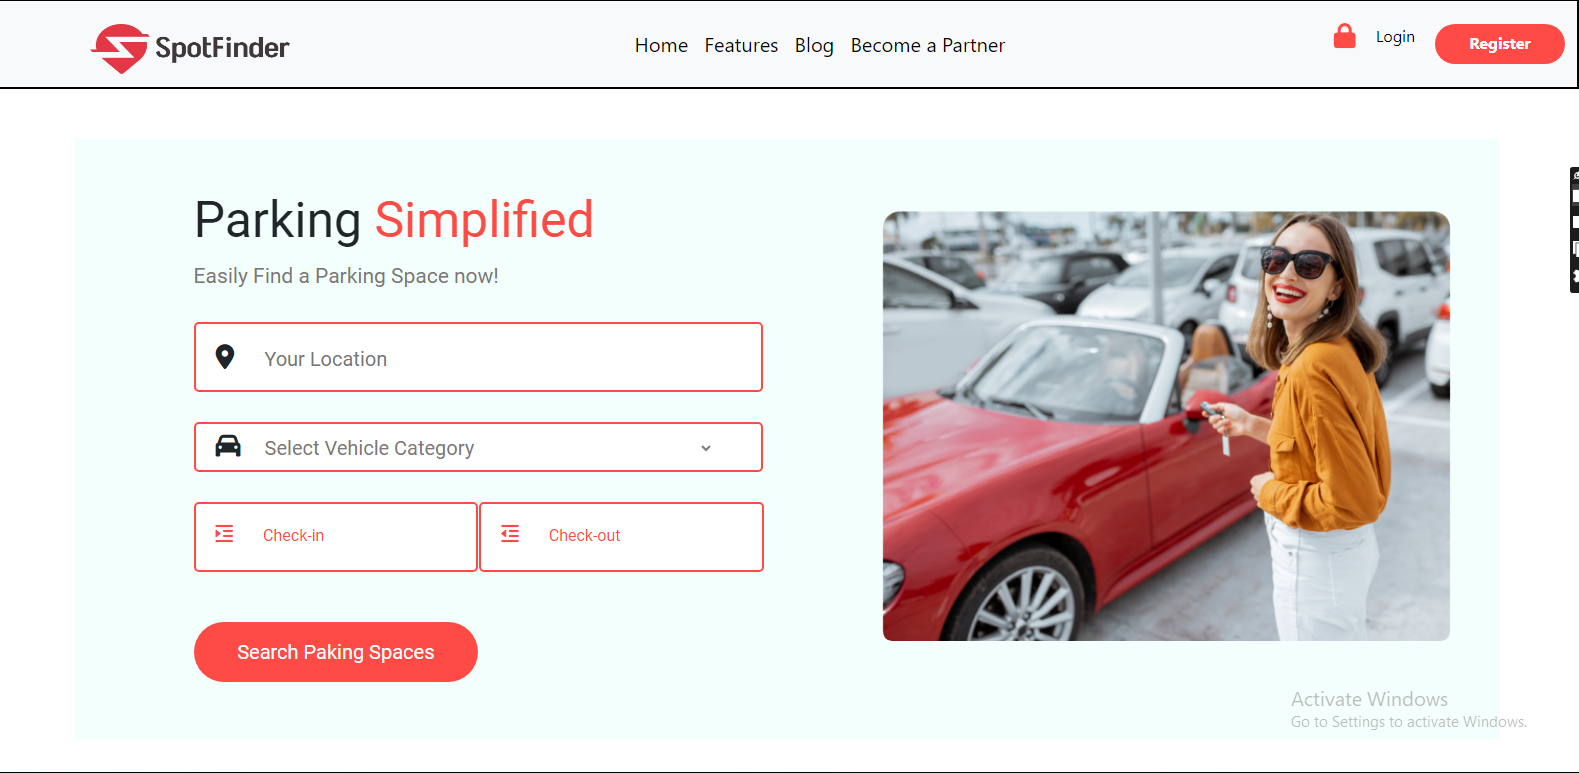 SpotFinder
Home Features Blog Become a Partner
Login
Register
Parking Simplified
Easily Find a Parking Space now!
Your Location
Select Vehicle Category
Check-in
Check-out
Search Paking Spaces
Activate Windows
Go to Settings to activate Windows.